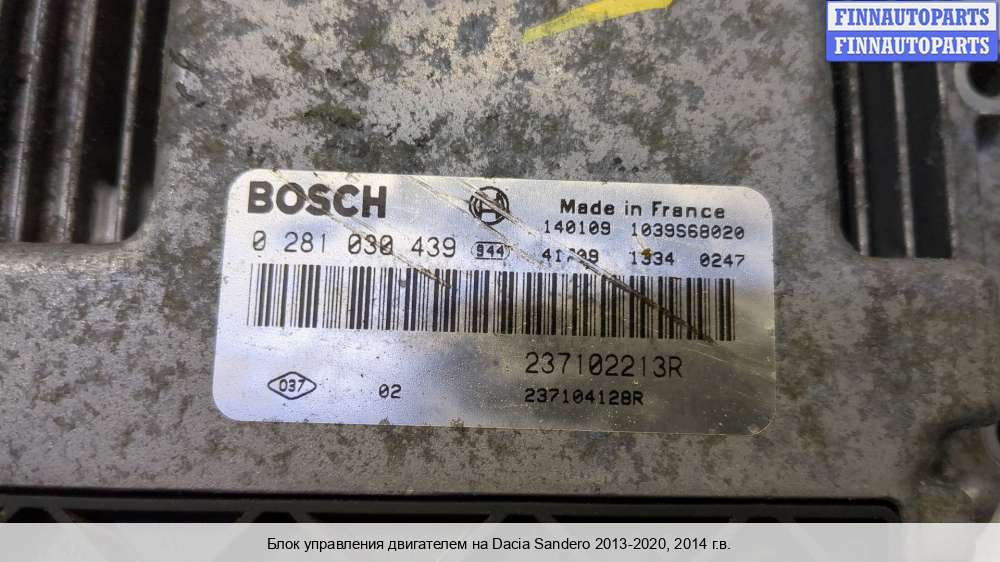 FINNAUTOPARTS
FINNAUTOPARTS
BOSCH
Made in France
140109 1039S68020
0 281 030 439 944
1334 0247
237102213R
037 02
237104128R
Блок управления двигателем на Dacia Sandero 2013-2020, 2014 г.в.